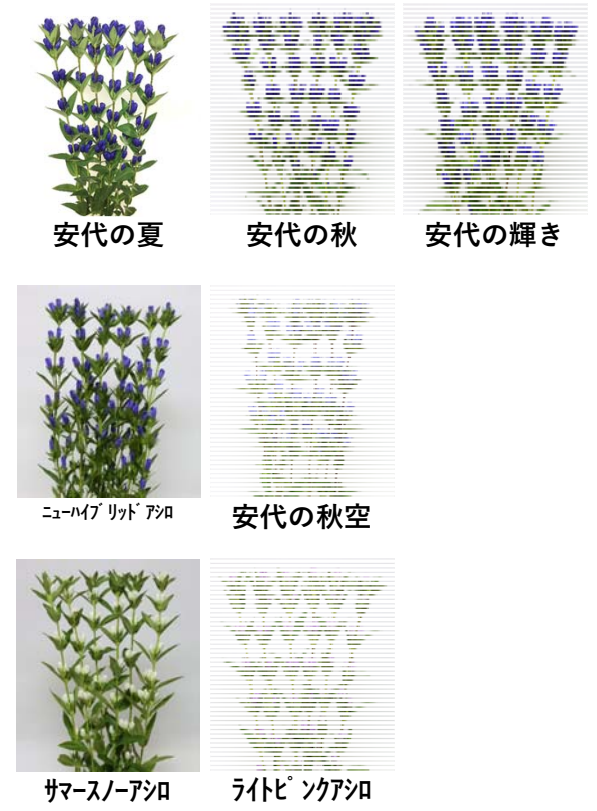 安代の夏
安代の秋
安代の輝き
ニューハイブリッドアシロ
安代の秋空
サマースノーアシロ
ライトピンクアシロ